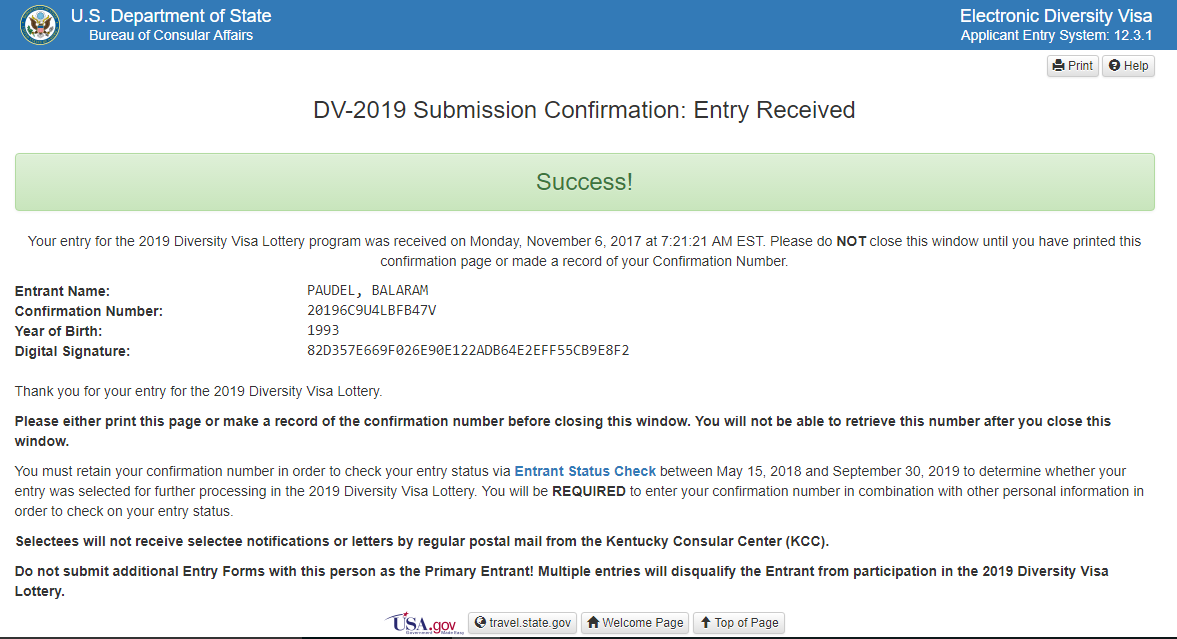 U.S. Department of State
Bureau of Consular Affairs
Electronic Diversity Visa
Applicant Entry System: 12.3.1
Print
Help
DV-2019 Submission Confirmation: Entry Received
Success!
Your entry for the 2019 Diversity Visa Lottery program was received on Monday, November 6, 2017 at 7:21:21 AM EST. Please do NOT close this window until you have printed this
confirmation page or made a record of your Confirmation Number.
Entrant Name: PAUDEL, BALARAM
Confirmation Number: 20196C9U4LBFB47V
Year of Birth: 1993
Digital Signature: 82D357E669F026E90E122ADB64E2EFF55CB9E8F2
Thank you for your entry for the 2019 Diversity Visa Lottery.
Please either print this page or make a record of the confirmation number before closing this window. You will not be able to retrieve this number after you close this
window.
You must retain your confirmation number in order to check your entry status via Entrant Status Check between May 15, 2018 and September 30, 2019 to determine whether your
entry was selected for further processing in the 2019 Diversity Visa Lottery. You will be REQUIRED to enter your confirmation number in combination with other personal information in
order to check on your entry status.
Selectees will not receive selectee notifications or letters by regular postal mail from the Kentucky Consular Center (KCC).
Do not submit additional Entry Forms with this person as the Primary Entrant! Multiple entries will disqualify the Entrant from participation in the 2019 Diversity Visa
Lottery.
USA.gov
Government Made Easy
travel.state.gov
Welcome Page
Top of Page